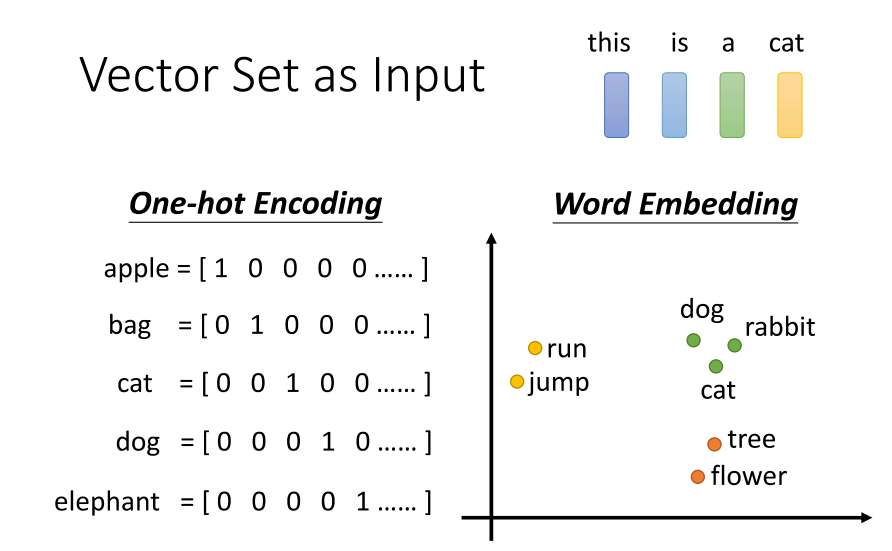 Vector Set as Input
this is a cat
One-hot Encoding
apple = [ 1 0 0 0 0 …… ]
bag = [ 0 1 0 0 0 …… ]
cat = [ 0 0 1 0 0 …… ]
dog = [ 0 0 0 1 0 …… ]
elephant = [ 0 0 0 0 1 …… ]
Word Embedding
dog
rabbit
run
jump
cat
tree
flower